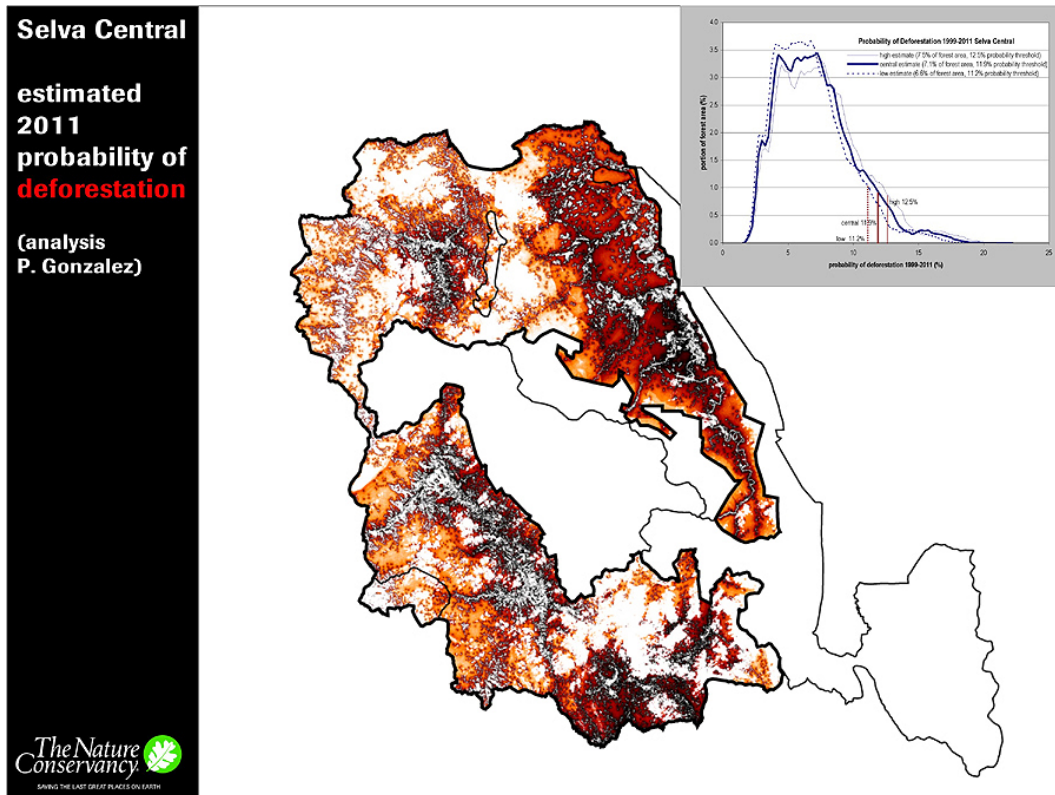 Selva Central
estimated
2011
probability of
deforestation
(analysis
P. Gonzalez)
The Nature
Conservancy
SAVING THE LAST GREAT PLACES ON EARTH
Probability of Deforestation 1999-2011 Selva Central
high estimate (7.5% of forest area, 12.5% probability threshold)
central estimate (7.1% of forest area, 11.9% probability threshold)
low estimate (6.6% of forest area, 11.2% probability threshold)
portion of forest area (%)
4.0
3.5
3.0
2.5
2.0
1.5
1.0
0.5
0.0
high 12.5%
central 11.9%
low 11.2%
0 5 10 15 20 25
probability of deforestation 1999-2011 (%)